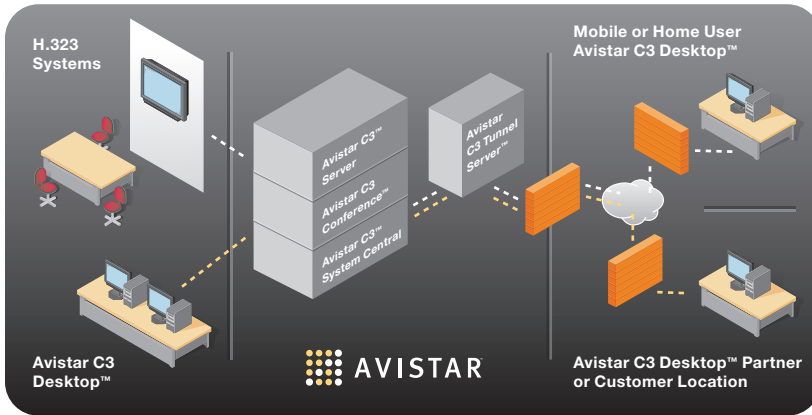 H.323
Systems
Mobile or Home User
Avistar C3 Desktop™
Avistar C3™
Server
Avistar C3
Conference™
Avistar C3™
System Central
Avistar
C3 Tunnel
Server™
Avistar C3
Desktop™
AVISTAR
Avistar C3 Desktop™ Partner
or Customer Location